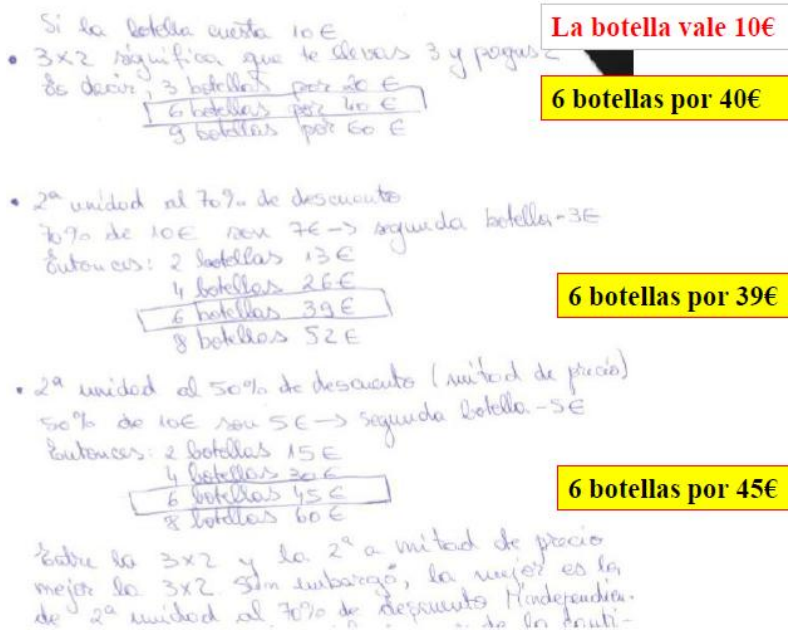 Si la botella cuesta 10€
La botella vale 10€
• 3x2 significa que te llevas 3 y pagas 2
Es decir, 3 botellas por 20 €
6 botellas por 40 €
6 botellas por 40€
9 botellas por 60 €
• 2ª unidad al 70% de descuento
70% de 10€ son 7€ -> segunda botella - 3€
Entonces: 2 botellas 13€
4 botellas 26€
6 botellas 39€
6 botellas por 39€
8 botellas 52€
• 2ª unidad al 50% de descuento (mitad de precio)
50% de 10€ son 5€ -> segunda botella - 5€
Entonces: 2 botellas 15€
4 botellas 30€
6 botellas 45€
6 botellas por 45€
8 botellas 60€
Entre la 3x2 y la 2ª a mitad de precio
mejor la 3x2. Sin embargo, la mejor es la
de 2ª unidad al 70% de descuento
de la